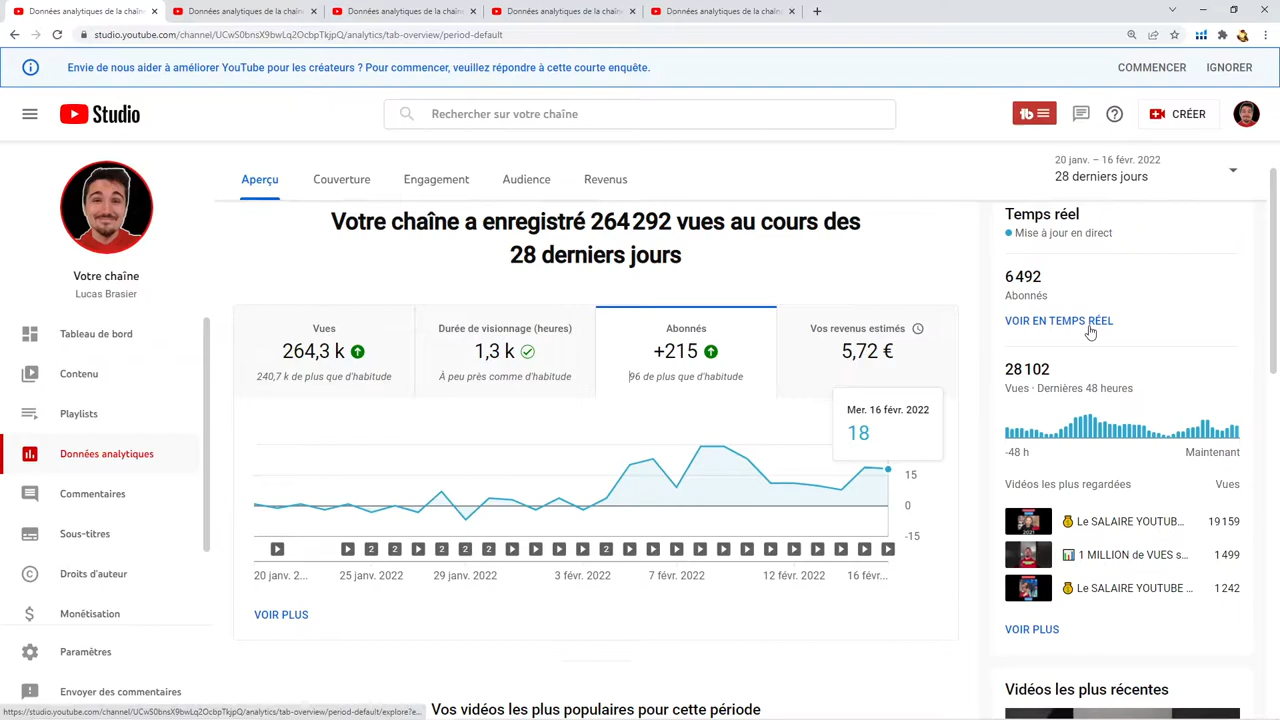 Données analytiques de la chaîne
Données analytiques de la chaîne
Données analytiques de la chaîne
Données analytiques de la chaîne
Données analytiques de la chaîne
studio.youtube.com/channel/UCwS0bnsX9bwLq2OcbpTkjpQ/analytics/tab-overview/period-default
Envie de nous aider à améliorer YouTube pour les créateurs ? Pour commencer, veuillez répondre à cette courte enquête.
COMMENCER
IGNORER
Studio
Rechercher sur votre chaîne
tb
CRÉER
Votre chaîne
Lucas Brasier
Tableau de bord
Contenu
Playlists
Données analytiques
Commentaires
Sous-titres
Droits d'auteur
Monétisation
Paramètres
Envoyer des commentaires
Aperçu
Couverture
Engagement
Audience
Revenus
20 janv. – 16 févr. 2022
28 derniers jours
Votre chaîne a enregistré 264 292 vues au cours des
28 derniers jours
Vues
264,3 k
240,7 k de plus que d'habitude
Durée de visionnage (heures)
1,3 k
À peu près comme d'habitude
Abonnés
+215
96 de plus que d'habitude
Vos revenus estimés
5,72 €
Mer. 16 févr. 2022
18
15
0
-15
2 2 2 2 2 2
20 janv. 2...
25 janv. 2022
29 janv. 2022
3 févr. 2022
7 févr. 2022
12 févr. 2022
16 févr...
VOIR PLUS
Vos vidéos les plus populaires pour cette période
Temps réel
Mise à jour en direct
6 492
Abonnés
VOIR EN TEMPS RÉEL
28 102
Vues · Dernières 48 heures
-48 h
Maintenant
Vidéos les plus regardées
Vues
Le SALAIRE YOUTUB...
19 159
1 MILLION de VUES s...
1 499
Le SALAIRE YOUTUBE ...
1 242
VOIR PLUS
Vidéos les plus récentes
https://studio.youtube.com/channel/UCwS0bnsX9bwLq2OcbpTkjpQ/analytics/tab-overview/period-default/explore?e...